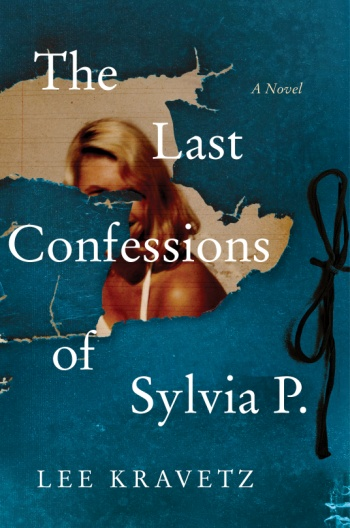 The
A Novel
Last
Confessions
of
Sylvia P.
LEE KRAVETZ